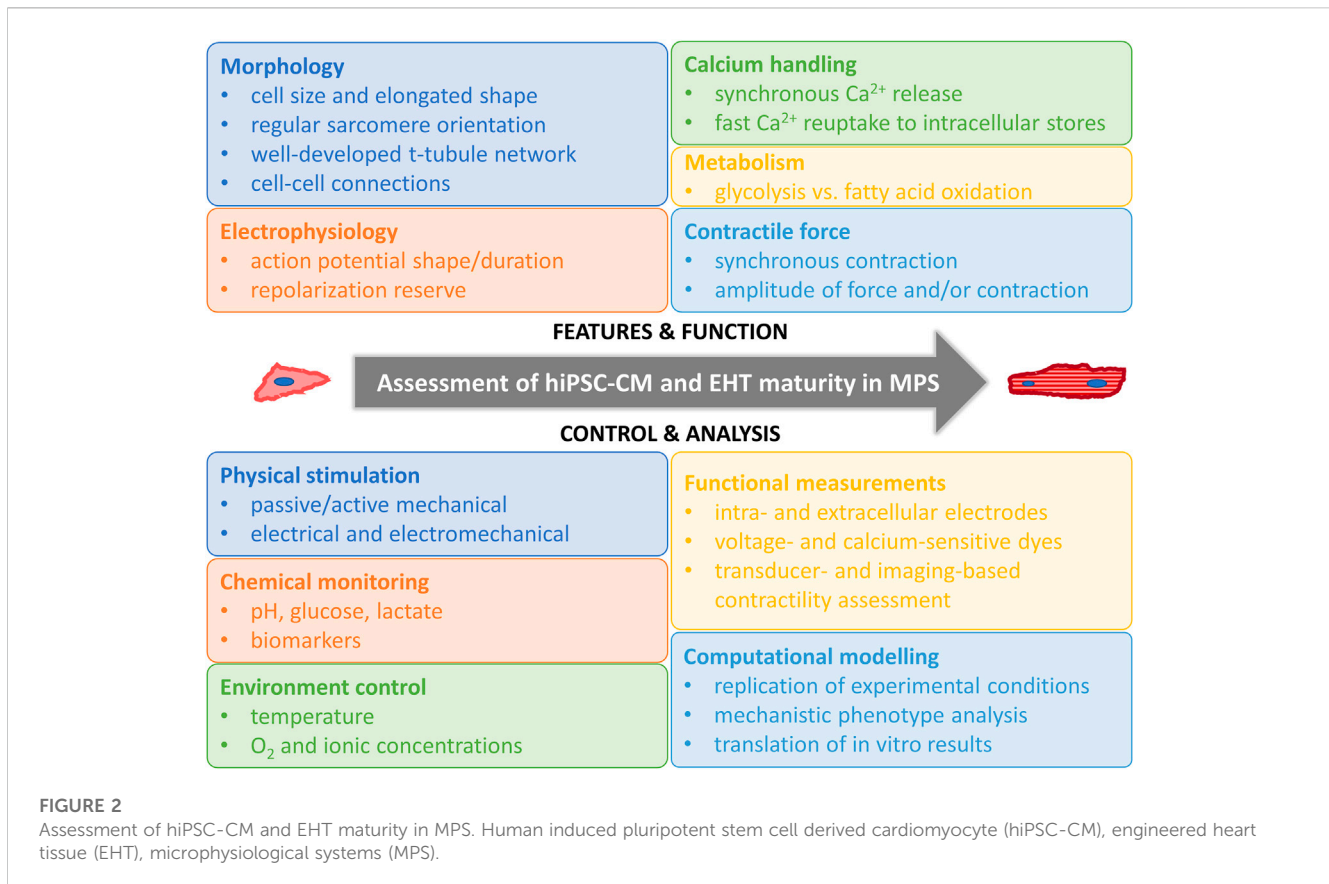 Morphology
• cell size and elongated shape
• regular sarcomere orientation
• well-developed t-tubule network
• cell-cell connections
Electrophysiology
• action potential shape/duration
• repolarization reserve
Calcium handling
• synchronous Ca²⁺ release
• fast Ca²⁺ reuptake to intracellular stores
Metabolism
• glycolysis vs. fatty acid oxidation
Contractile force
• synchronous contraction
• amplitude of force and/or contraction
FEATURES & FUNCTION
Assessment of hiPSC-CM and EHT maturity in MPS
CONTROL & ANALYSIS
Physical stimulation
• passive/active mechanical
• electrical and electromechanical
Chemical monitoring
• pH, glucose, lactate
• biomarkers
Environment control
• temperature
• O₂ and ionic concentrations
Functional measurements
• intra- and extracellular electrodes
• voltage- and calcium-sensitive dyes
• transducer- and imaging-based
contractility assessment
Computational modelling
• replication of experimental conditions
• mechanistic phenotype analysis
• translation of in vitro results
FIGURE 2
Assessment of hiPSC-CM and EHT maturity in MPS. Human induced pluripotent stem cell derived cardiomyocyte (hiPSC-CM), engineered heart
tissue (EHT), microphysiological systems (MPS).